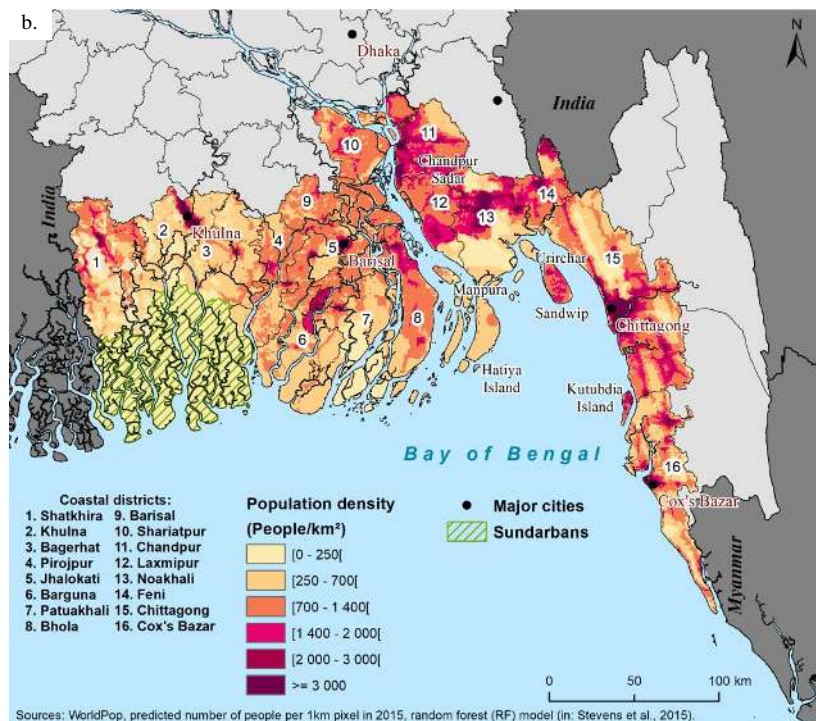 b.
N
Dhaka
India
11
10
Chandpur
Sadar
India
9
12
14
13
2
Khulna
3
4
1
5
Barisal
15
Urirchar
Manpura
Sandwip
Chittagong
8
7
6
Hatiya
Island
Kutubdia
Island
Bay of Bengal
16
Cox's Bazar
Myanmar
Coastal districts:
1. Shatkhira 9. Barisal
2. Khulna 10. Shariatpur
3. Bagerhat 11. Chandpur
4. Pirojpur 12. Laxmipur
5. Jhalokati 13. Noakhali
6. Barguna 14. Feni
7. Patuakhali 15. Chittagong
8. Bhola 16. Cox's Bazar
Population density
(People/km²)
[0 - 250[
[250 - 700[
[700 - 1 400[
[1 400 - 2 000[
[2 000 - 3 000[
>= 3 000
Major cities
Sundarbans
0 50 100 km
Sources: WorldPop, predicted number of people per 1km pixel in 2015, random forest (RF) model (in: Stevens et al., 2015).